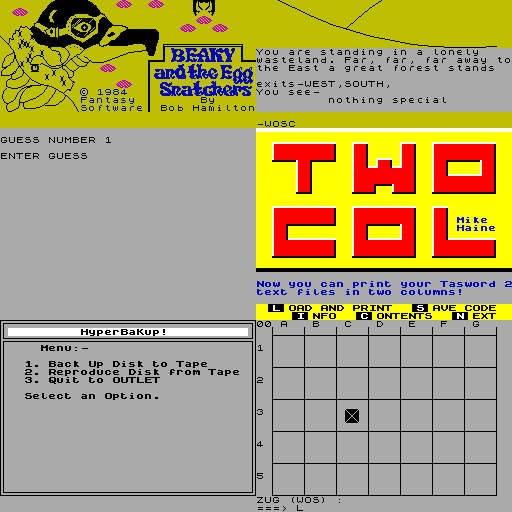 BEAKY
and the Egg
Snatchers
© 1984
Fantasy
Software
By
Bob Hamilton
You are standing in a lonely
wasteland. Far, far, far away to
the East a great forest stands
exits-WEST,SOUTH,
You see-
nothing special
-WOSC
GUESS NUMBER 1
ENTER GUESS
TWO
COL
Mike
Haine
Now you can print your Tasword 2
text files in two columns!
L OAD AND PRINT S AVE CODE
I NFO C ONTENTS N EXT
HyperBaKup!
Menu:-
1. Back Up Disk to Tape
2. Reproduce Disk from Tape
3. Quit to OUTLET
Select an Option.
00 A B C D E F G
1
2
3
4
5
ZUG (WOS) :
===> L